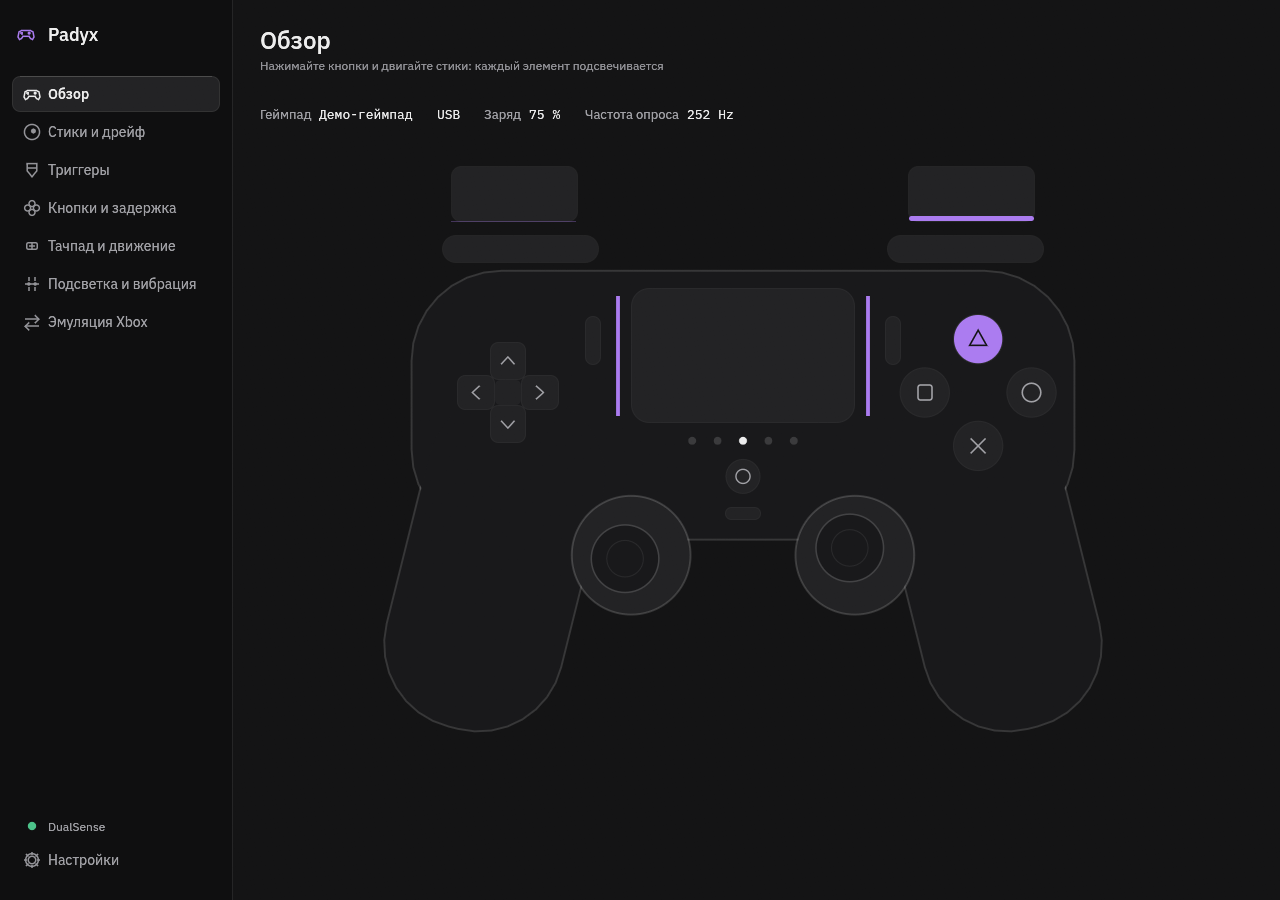 Padyx
Обзор
Стики и дрейф
Триггеры
Кнопки и задержка
Тачпад и движение
Подсветка и вибрация
Эмуляция Xbox
DualSense
Настройки
Обзор
Нажимайте кнопки и двигайте стики: каждый элемент подсвечивается
Геймпад Демо-геймпад USB Заряд 75 % Частота опроса 252 Hz